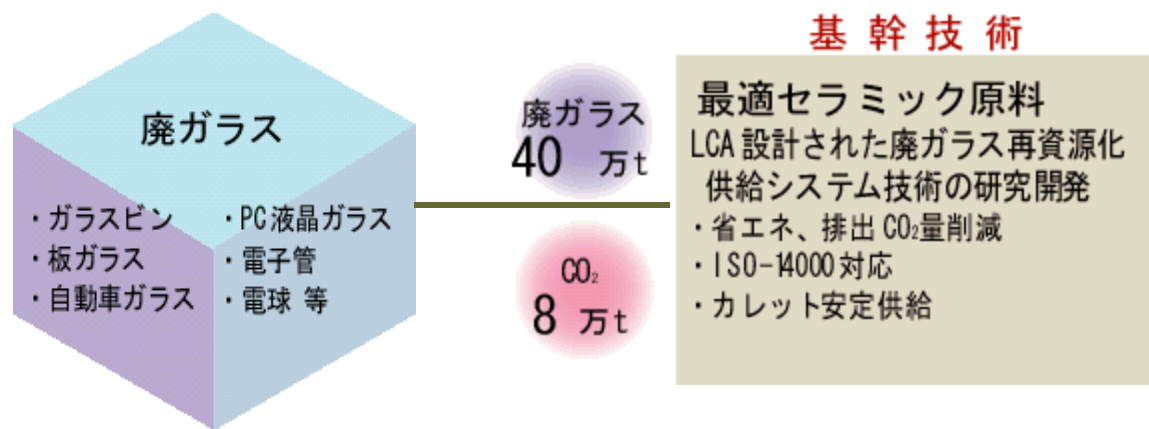 廃ガラス
・ガラスビン
・板ガラス
・自動車ガラス
・PC液晶ガラス
・電子管
・電球 等
廃ガラス
40 万t
CO₂
8 万t
基幹技術
最適セラミック原料
LCA設計された廃ガラス再資源化
供給システム技術の研究開発
・省エネ、排出CO₂量削減
・ISO-14000対応
・カレット安定供給